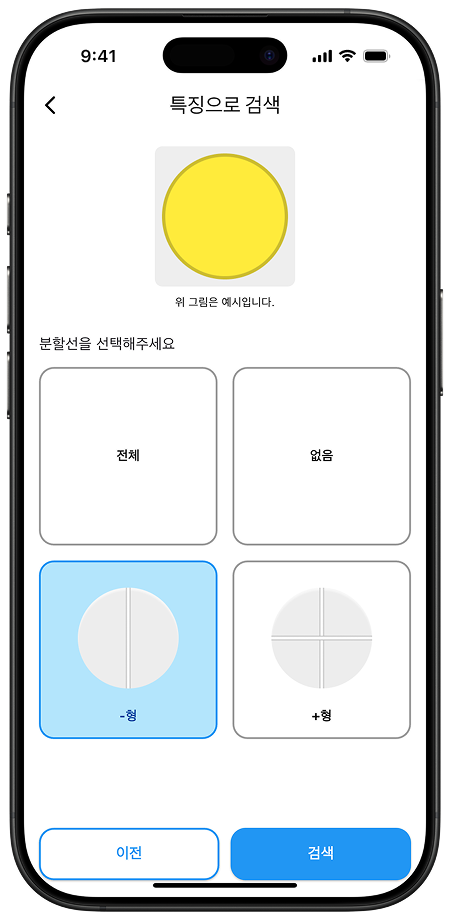 9:41
특징으로 검색
위 그림은 예시입니다.
분할선을 선택해주세요
전체
없음
-형
+형
이전
검색